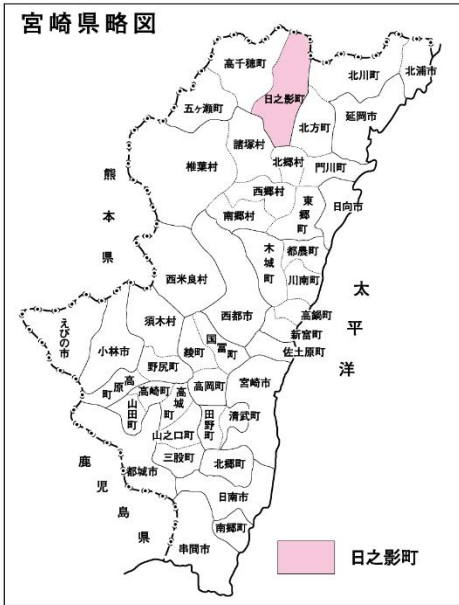 宮崎県略図
高千穂町
日之影町
北川町
北浦市
五ヶ瀬町
延岡市
北方町
諸塚村
北郷村
門川町
椎葉村
西郷村
東郷町
日向市
南郷村
熊本県
木城町
都農町
川南町
西米良村
太平洋
西都市
高鍋町
須木村
新富町
えびの市
国富町
佐土原町
小林市
綾町
野尻町
高原町
高崎町
高城町
高岡町
宮崎市
山田町
田野町
清武町
山之口町
三股町
鹿児島県
都城市
北郷町
日南市
南郷町
串間市
日之影町